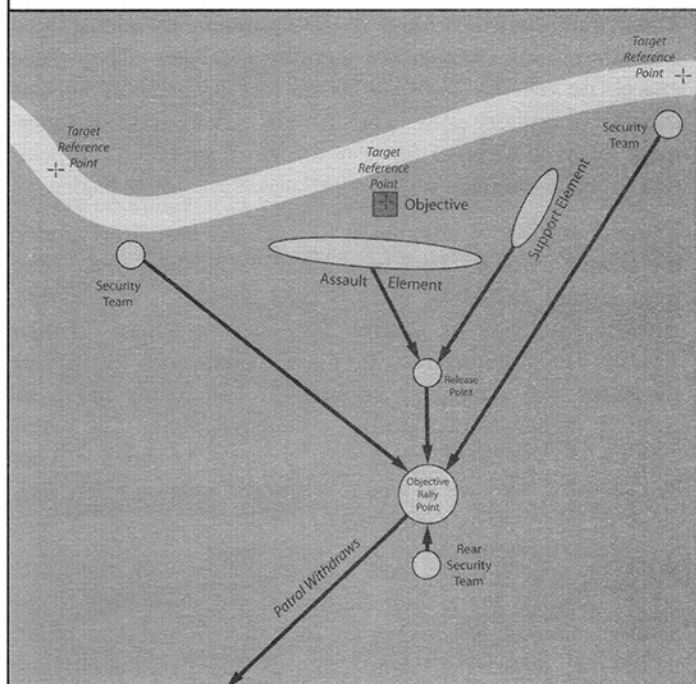 Target
Reference
Point
Target
Reference
Point
Target
Reference
Point
Security
Team
Objective
Support Element
Security
Team
Assault Element
Release
Point
Objective
Rally
Point
Rear
Security
Team
Patrol Withdraws